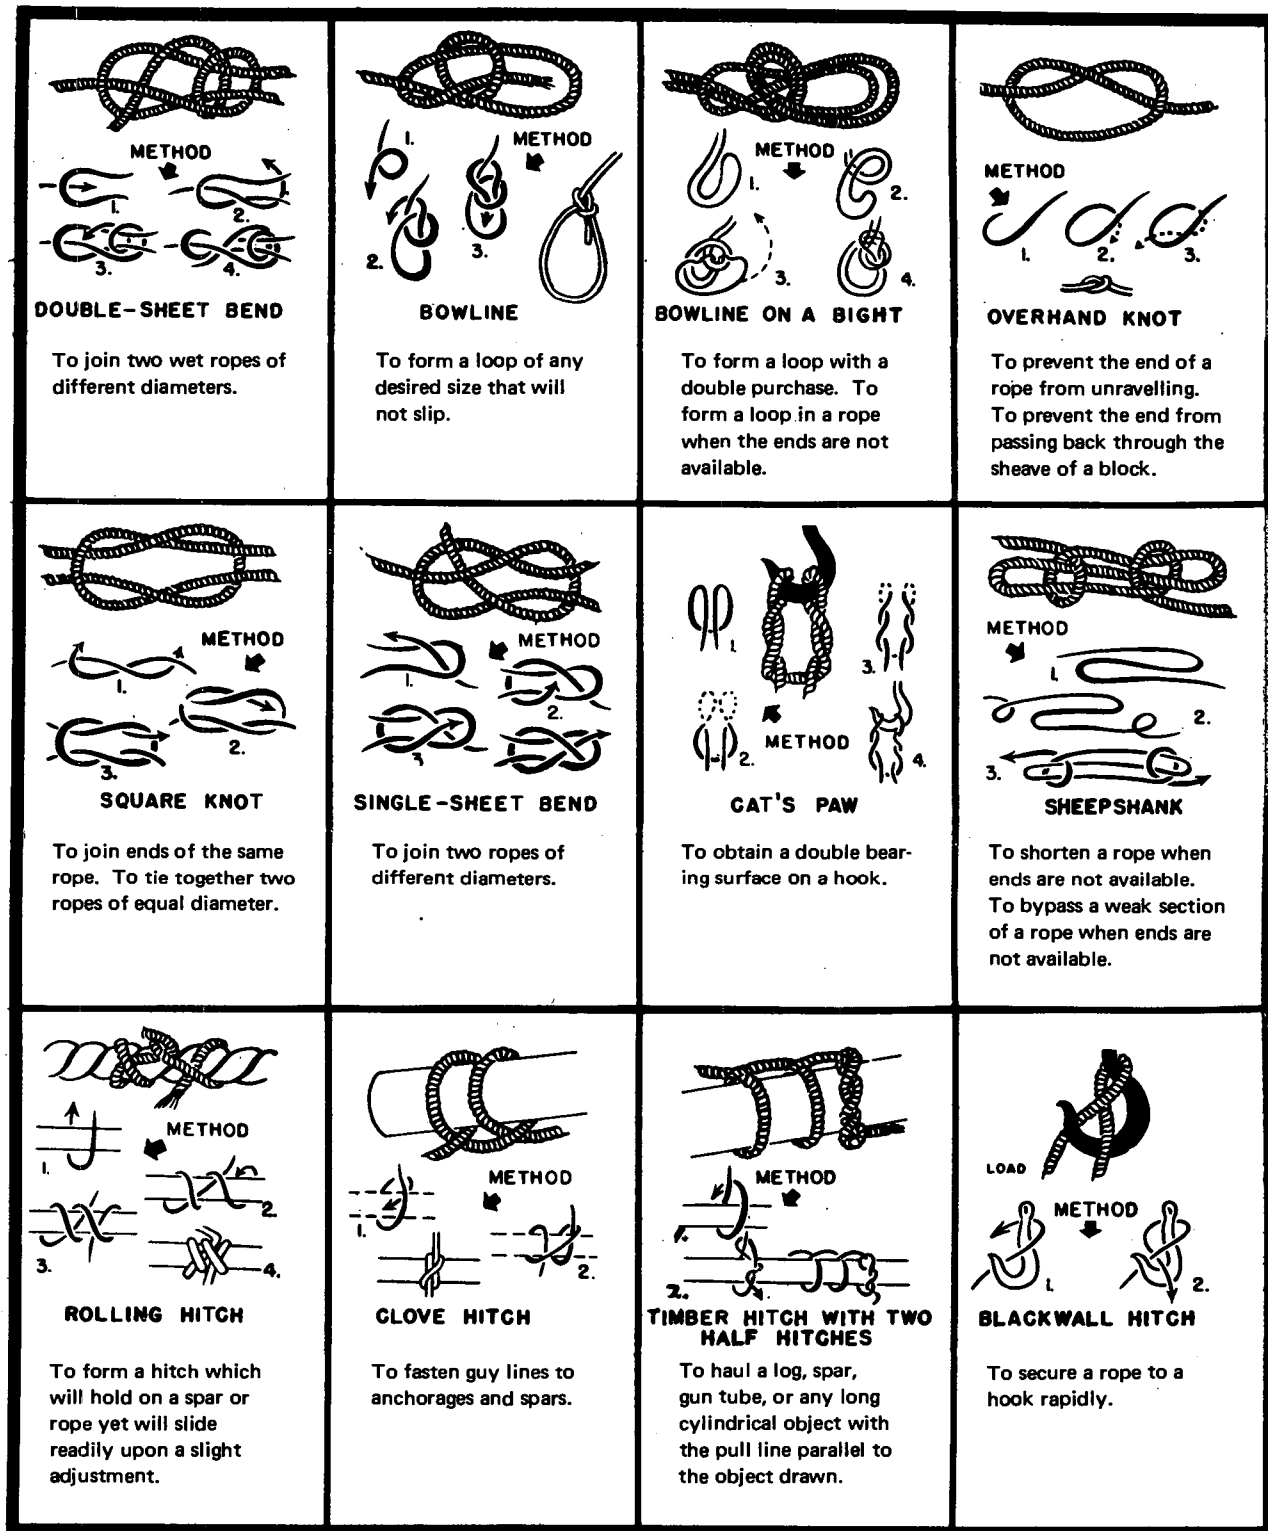 METHOD
1.
2.
3.
4.
DOUBLE-SHEET BEND
To join two wet ropes of
different diameters.
1.
METHOD
2.
3.
BOWLINE
To form a loop of any
desired size that will
not slip.
METHOD
1.
2.
3.
4.
BOWLINE ON A BIGHT
To form a loop with a
double purchase. To
form a loop in a rope
when the ends are not
available.
METHOD
1.
2.
3.
OVERHAND KNOT
To prevent the end of a
rope from unravelling.
To prevent the end from
passing back through the
sheave of a block.
METHOD
1.
2.
3.
SQUARE KNOT
To join ends of the same
rope. To tie together two
ropes of equal diameter.
METHOD
1.
2.
3
SINGLE-SHEET BEND
To join two ropes of
different diameters.
1.
3.
2.
METHOD
4.
CAT'S PAW
To obtain a double bear-
ing surface on a hook.
METHOD
1.
2.
3.
SHEEPSHANK
To shorten a rope when
ends are not available.
To bypass a weak section
of a rope when ends are
not available.
METHOD
1.
2.
3.
4.
ROLLING HITCH
To form a hitch which
will hold on a spar or
rope yet will slide
readily upon a slight
adjustment.
METHOD
1.
2.
CLOVE HITCH
To fasten guy lines to
anchorages and spars.
METHOD
1.
2.
TIMBER HITCH WITH TWO
HALF HITCHES
To haul a log, spar,
gun tube, or any long
cylindrical object with
the pull line parallel to
the object drawn.
LOAD
METHOD
1.
2.
BLACKWALL HITCH
To secure a rope to a
hook rapidly.